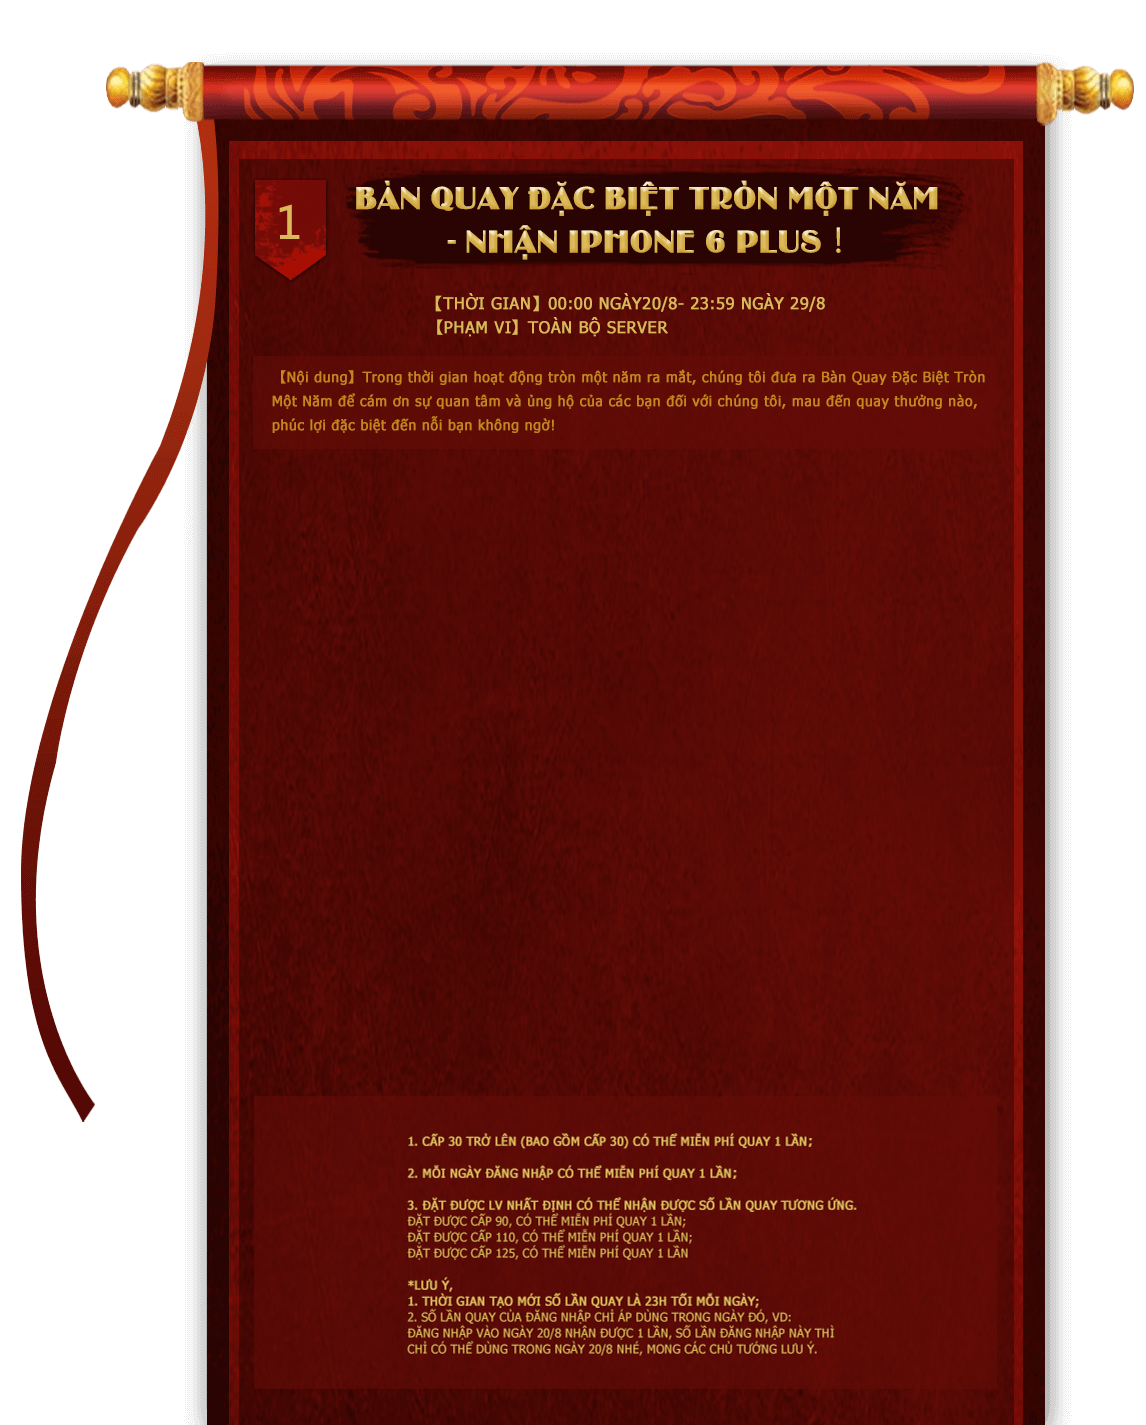 1
BÀN QUAY ĐẶC BIỆT TRÒN MỘT NĂM
- NHẬN IPHONE 6 PLUS !
【THỜI GIAN】00:00 NGÀY20/8- 23:59 NGÀY 29/8
【PHẠM VI】TOÀN BỘ SERVER
【Nội dung】Trong thời gian hoạt động tròn một năm ra mắt, chúng tôi đưa ra Bàn Quay Đặc Biệt Tròn
Một Năm để cám ơn sự quan tâm và ủng hộ của các bạn đối với chúng tôi, mau đến quay thưởng nào,
phúc lợi đặc biệt đến nỗi bạn không ngờ!
1. CẤP 30 TRỞ LÊN (BAO GỒM CẤP 30) CÓ THỂ MIỄN PHÍ QUAY 1 LẦN;
2. MỖI NGÀY ĐĂNG NHẬP CÓ THỂ MIỄN PHÍ QUAY 1 LẦN;
3. ĐẶT ĐƯỢC LV NHẤT ĐỊNH CÓ THỂ NHẬN ĐƯỢC SỐ LẦN QUAY TƯƠNG ỨNG.
ĐẶT ĐƯỢC CẤP 90, CÓ THỂ MIỄN PHÍ QUAY 1 LẦN;
ĐẶT ĐƯỢC CẤP 110, CÓ THỂ MIỄN PHÍ QUAY 1 LẦN;
ĐẶT ĐƯỢC CẤP 125, CÓ THỂ MIỄN PHÍ QUAY 1 LẦN
*LƯU Ý,
1. THỜI GIAN TẠO MỚI SỐ LẦN QUAY LÀ 23H TỐI MỖI NGÀY;
2. SỐ LẦN QUAY CỦA ĐĂNG NHẬP CHỈ ÁP DÙNG TRONG NGÀY ĐÓ, VD:
ĐĂNG NHẬP VÀO NGÀY 20/8 NHẬN ĐƯỢC 1 LẦN, SỐ LẦN ĐĂNG NHẬP NÀY THÌ
CHỈ CÓ THỂ DÙNG TRONG NGÀY 20/8 NHÉ, MONG CÁC CHỦ TƯỚNG LƯU Ý.